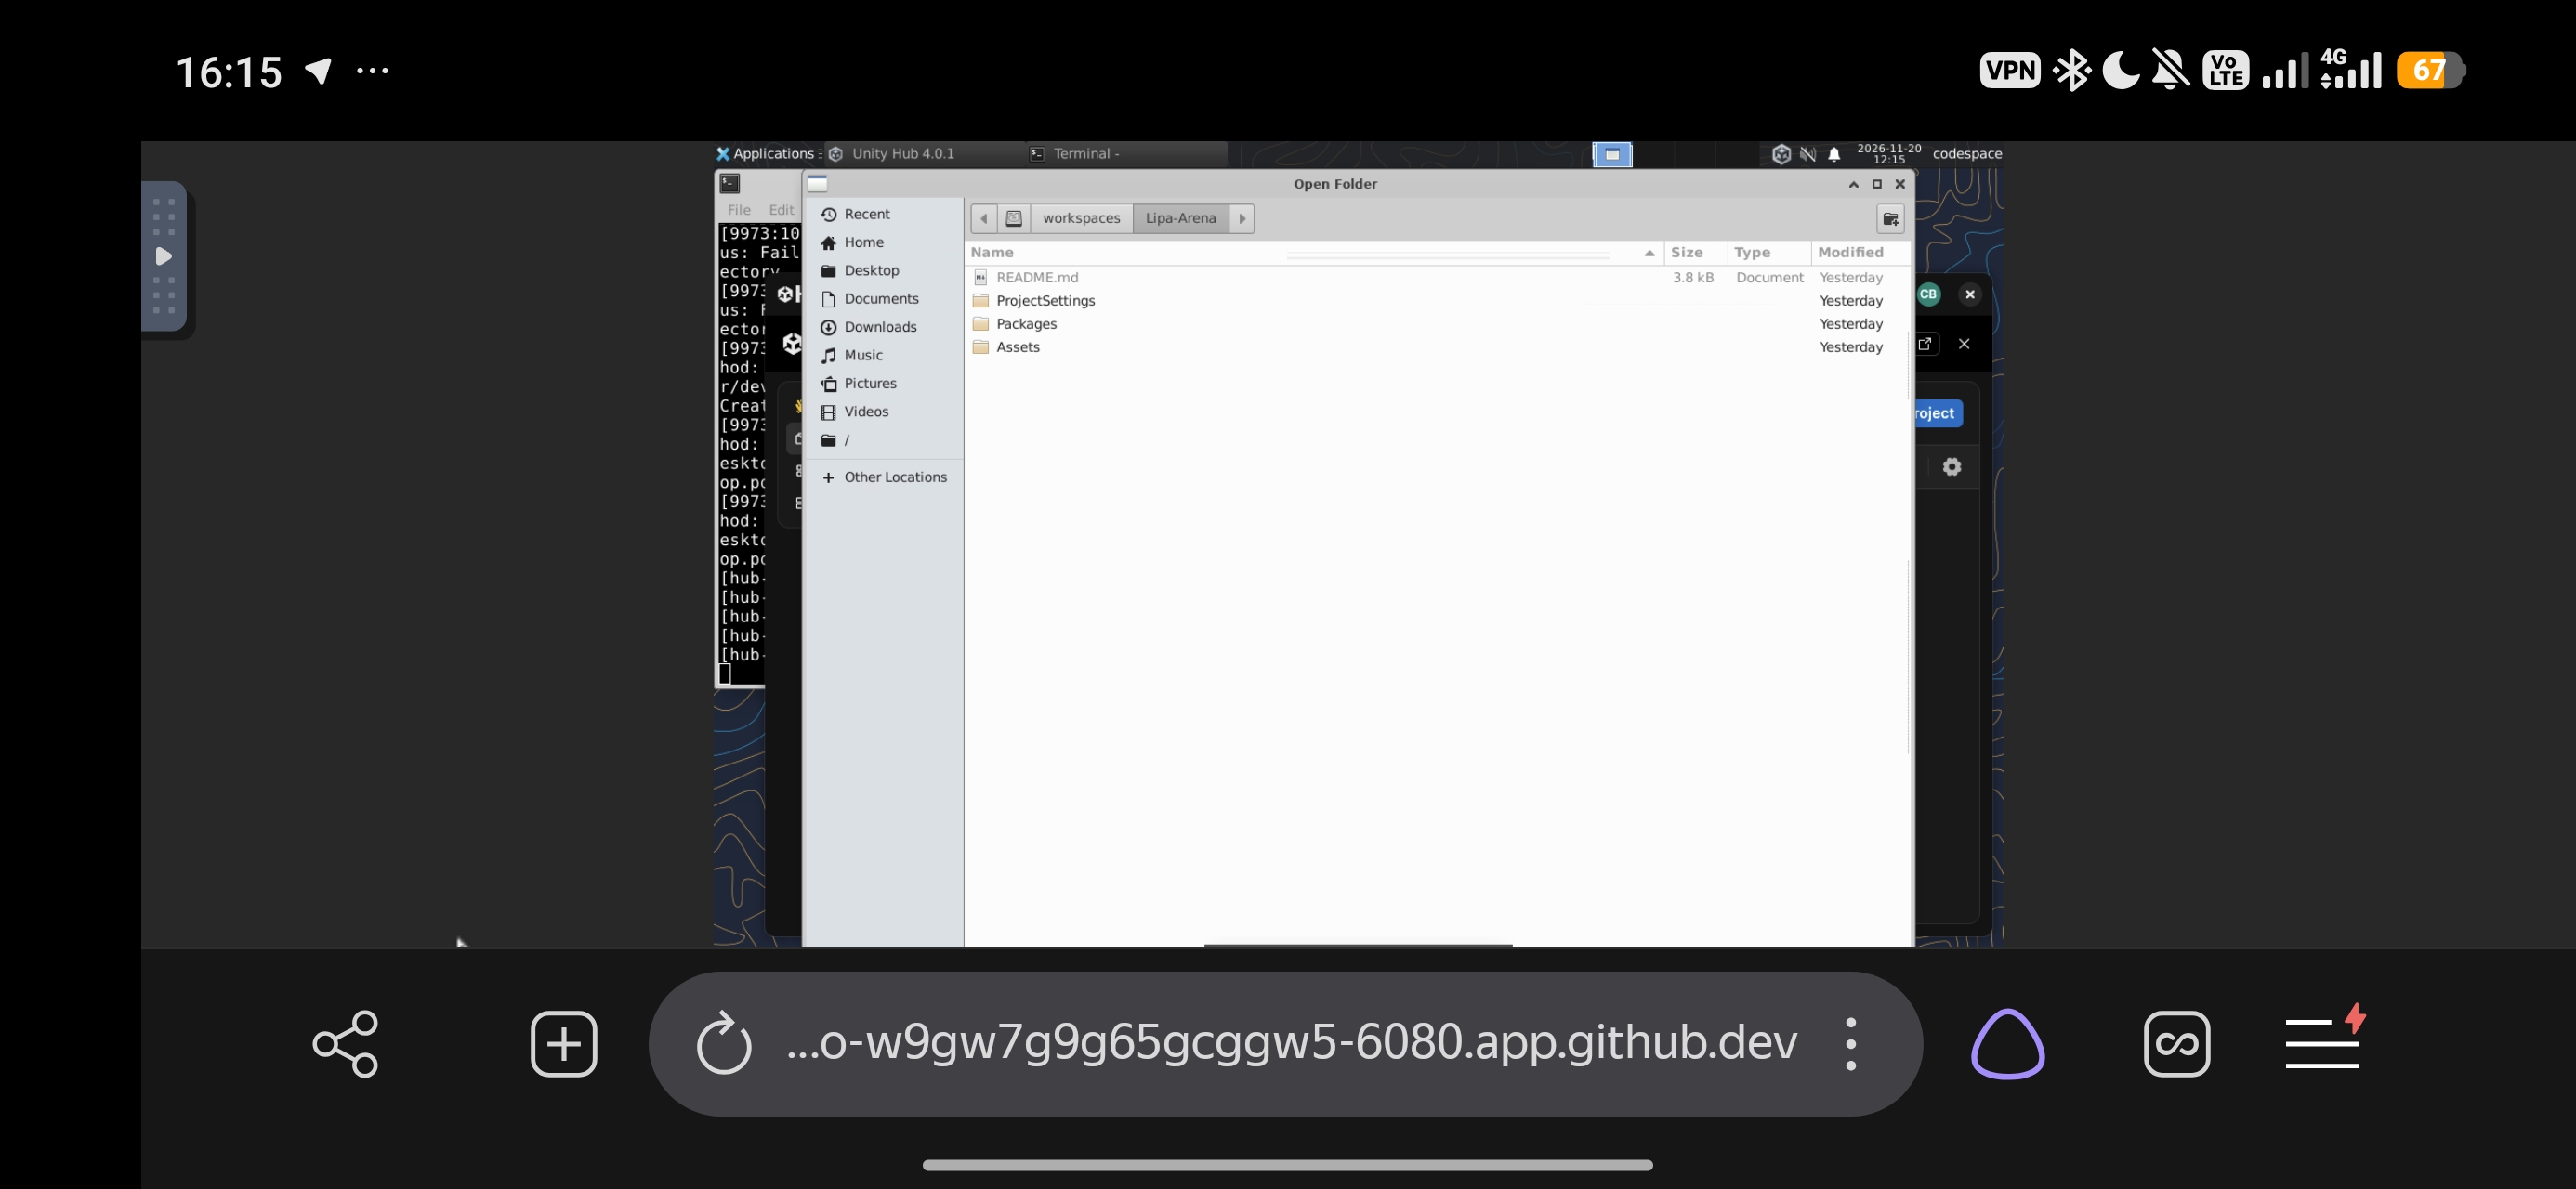 16:15
VPN
Vo LTE
4G
67
Applications
Unity Hub 4.0.1
Terminal -
2026-11-20
12:15
codespace
Open Folder
File Edit
Recent
Home
Desktop
Documents
Downloads
Music
Pictures
Videos
/
Other Locations
workspaces
Lipa-Arena
Name Size Type Modified
README.md 3.8 kB Document Yesterday
ProjectSettings Yesterday
Packages Yesterday
Assets Yesterday
[9973:10
us: Fail
ectory
[9973
us: F
ector
[9973
hod:
r/dev
Creat
[9973
hod:
eskto
op.po
[9973
hod:
eskto
op.po
[hub-
[hub-
[hub-
[hub-
[hub-
CB
roject
...o-w9gw7g9g65gcggw5-6080.app.github.dev